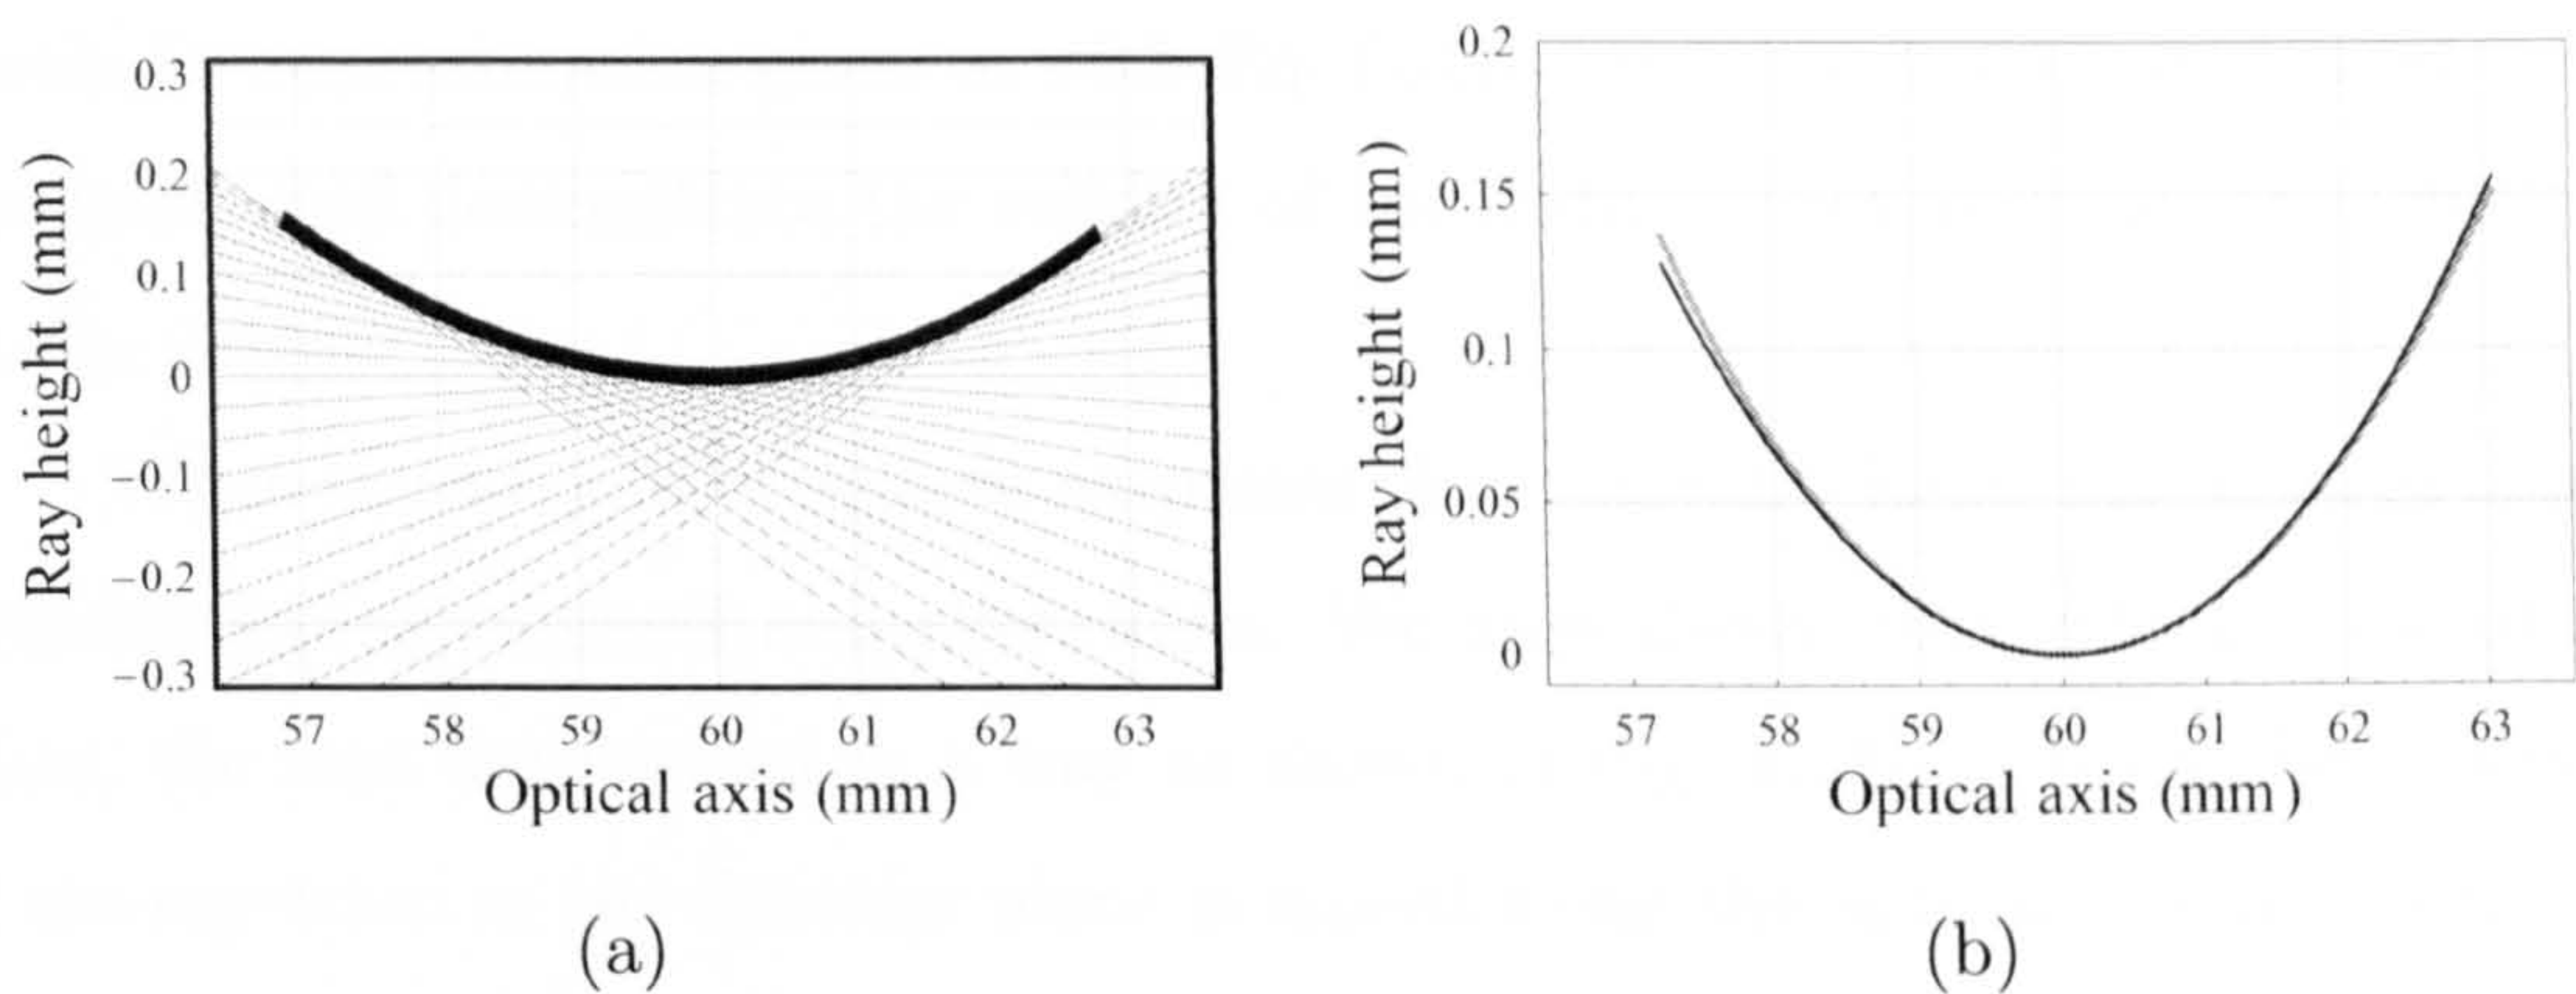 Ray height (mm)
0.3
0.2
0.1
0
−0.1
−0.2
−0.3
57 58 59 60 61 62 63
Optical axis (mm)
(a)
Ray height (mm)
0.2
0.15
0.1
0.05
0
57 58 59 60 61 62 63
Optical axis (mm)
(b)